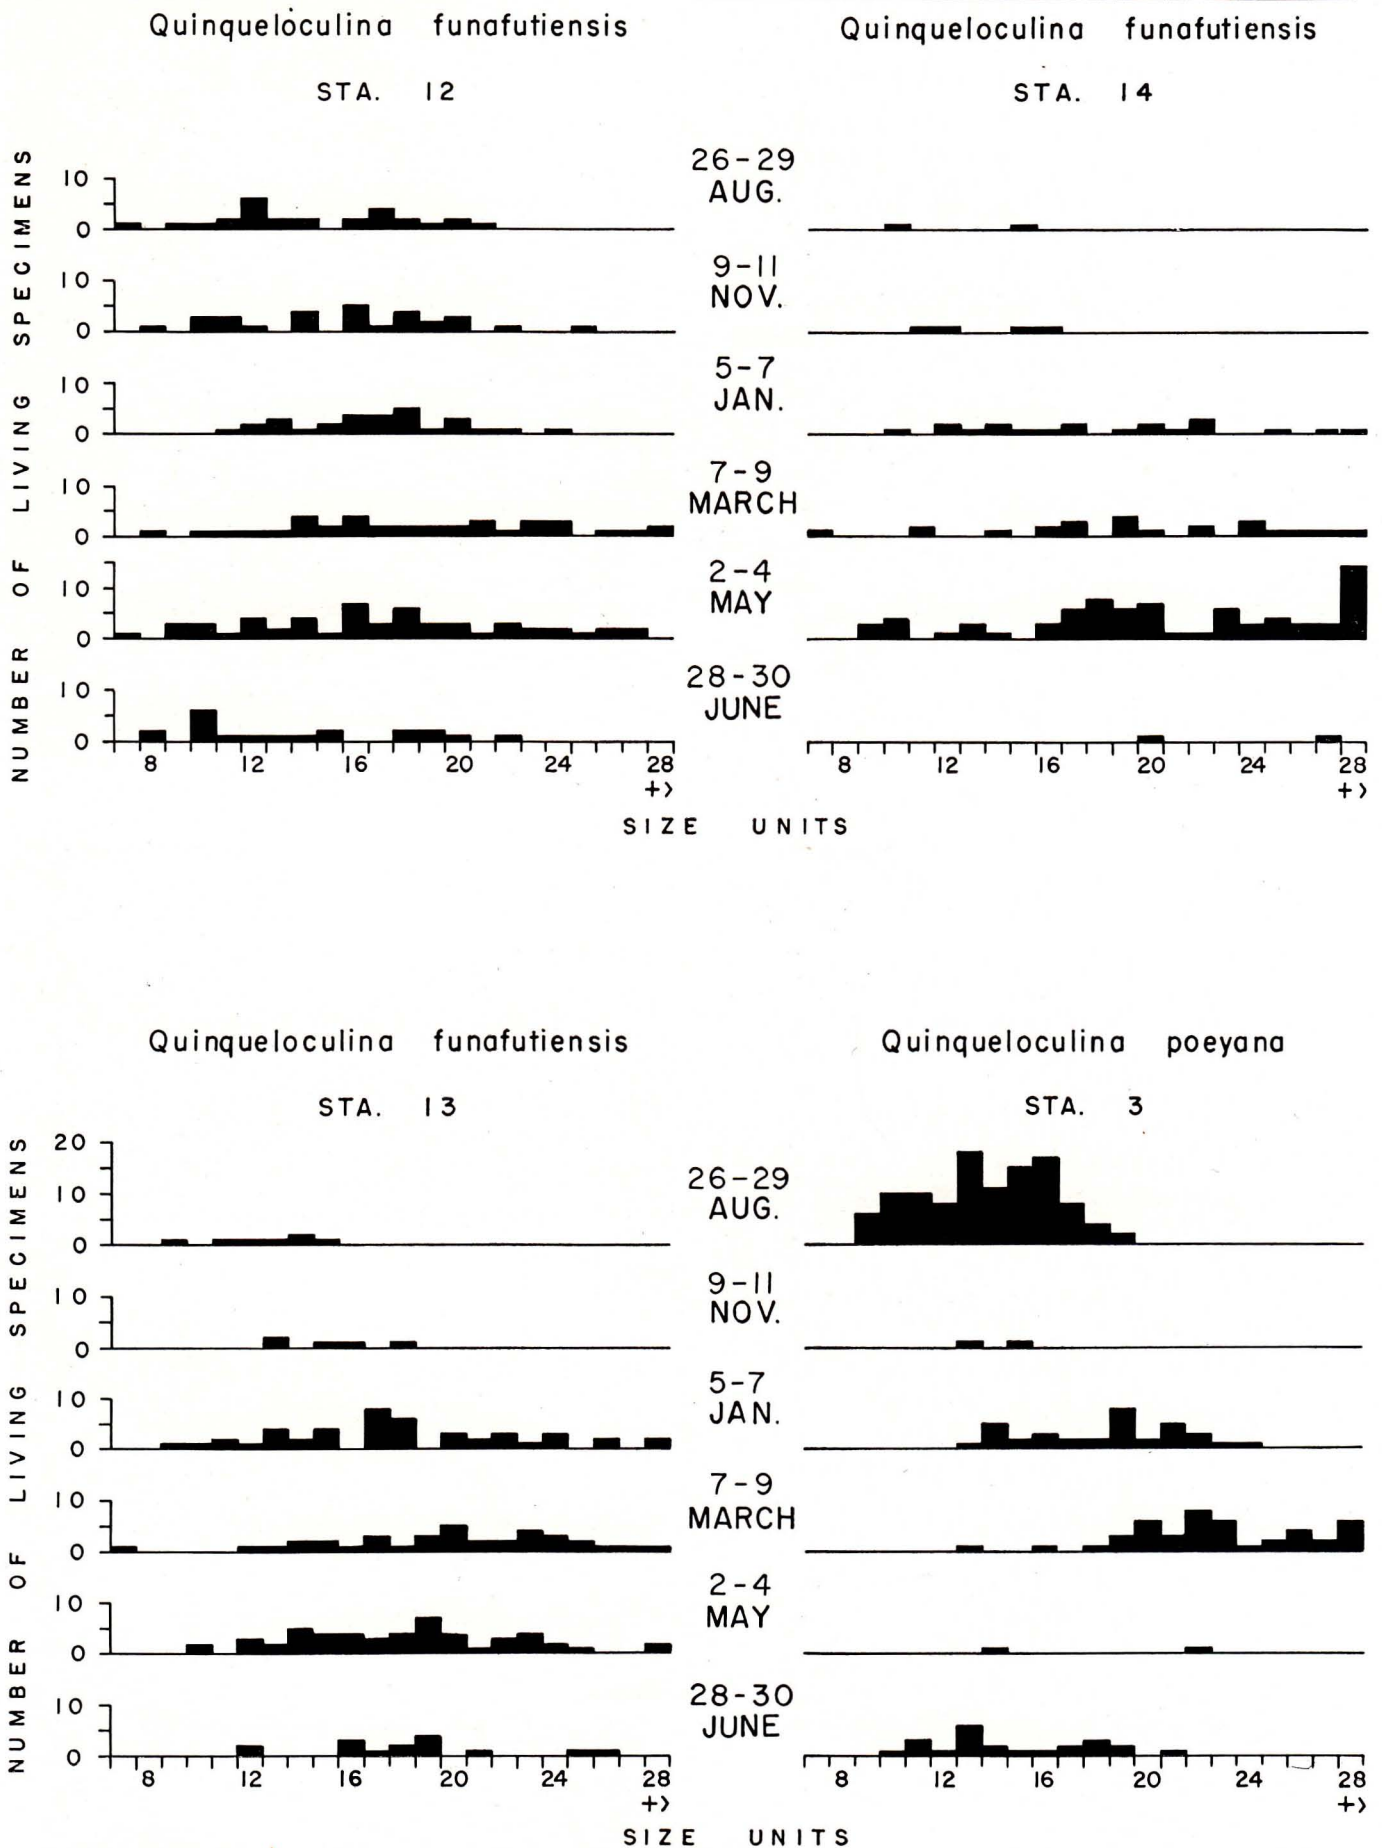 Quinqueloculina funafutiensis
STA. 12
Quinqueloculina funafutiensis
STA. 14
NUMBER OF LIVING SPECIMENS
10
0
10
0
10
0
10
0
10
0
10
0
26-29
AUG.
9-11
NOV.
5-7
JAN.
7-9
MARCH
2-4
MAY
28-30
JUNE
8 12 16 20 24 28
+>
8 12 16 20 24 28
+>
SIZE UNITS
Quinqueloculina funafutiensis
STA. 13
Quinqueloculina poeyana
STA. 3
NUMBER OF LIVING SPECIMENS
20
10
0
10
0
10
0
10
0
10
0
10
0
26-29
AUG.
9-11
NOV.
5-7
JAN.
7-9
MARCH
2-4
MAY
28-30
JUNE
8 12 16 20 24 28
+>
8 12 16 20 24 28
+>
SIZE UNITS